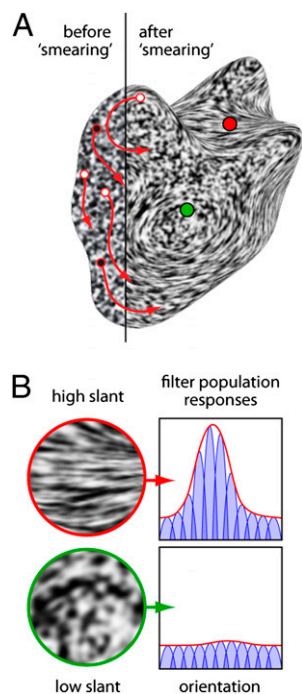 A
before
'smearing'
after
'smearing'
B
high slant
filter population
responses
low slant
orientation